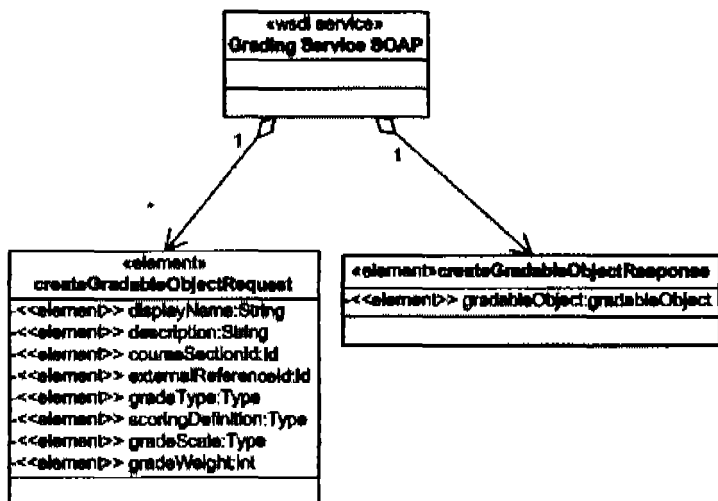 «wsdl service»
Grading Service SOAP
1
1
*
«element»
createGradableObjectRequest
-<<element>> displayName:String
-<<element>> description:String
-<<element>> courseSectionId:Id
-<<element>> externalReferenceId:Id
-<<element>> gradeType:Type
-<<element>> scoringDefinition:Type
-<<element>> gradeScale:Type
-<<element>> gradeWeight:int
«element»createGradableObjectResponse
-<<element>> gradableObject:gradableObject